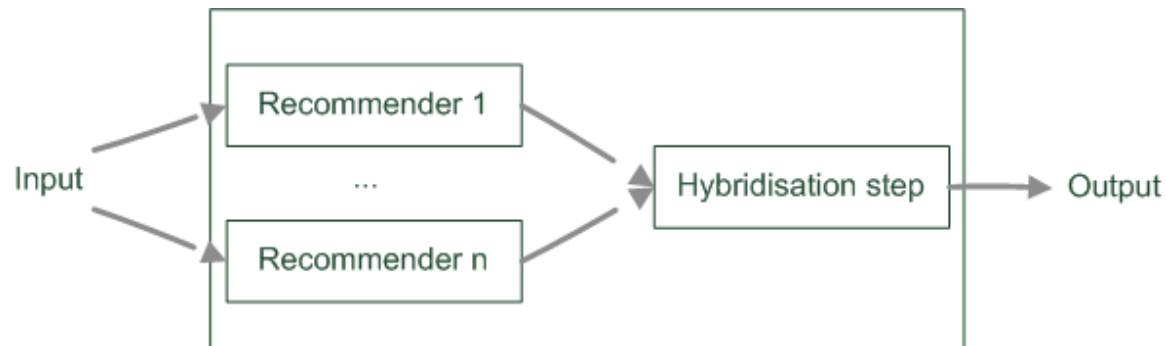 Recommender 1
Input
...
Hybridisation step
Output
Recommender n